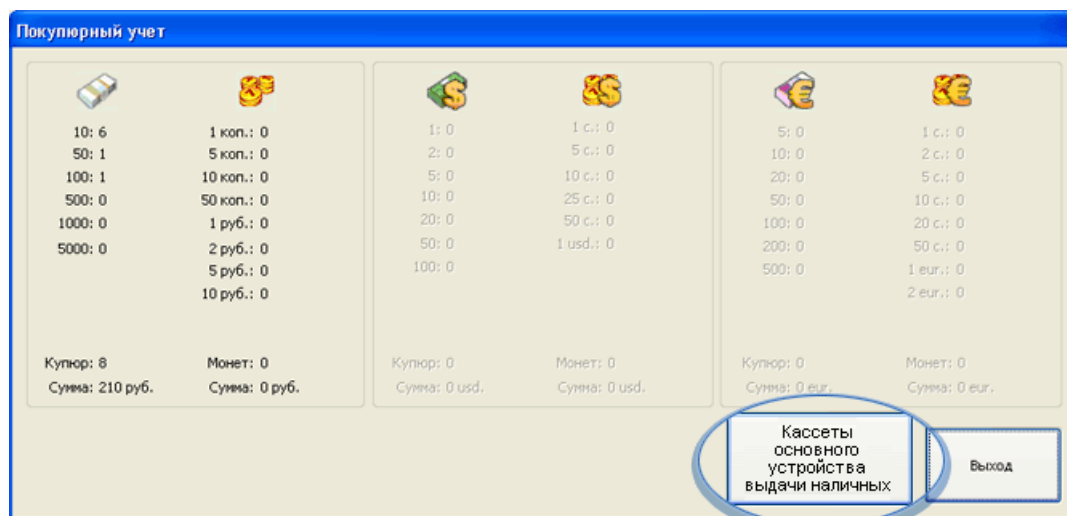 Покупюрный учет
10: 6
50: 1
100: 1
500: 0
1000: 0
5000: 0
Купюр: 8
Сумма: 210 руб.
1 коп.: 0
5 коп.: 0
10 коп.: 0
50 коп.: 0
1 руб.: 0
2 руб.: 0
5 руб.: 0
10 руб.: 0
Монет: 0
Сумма: 0 руб.
1: 0
2: 0
5: 0
10: 0
20: 0
50: 0
100: 0
Купюр: 0
Сумма: 0 usd.
1 с.: 0
5 с.: 0
10 с.: 0
25 с.: 0
50 с.: 0
1 usd.: 0
Монет: 0
Сумма: 0 usd.
5: 0
10: 0
20: 0
50: 0
100: 0
200: 0
500: 0
Купюр: 0
Сумма: 0 eur.
1 с.: 0
2 с.: 0
5 с.: 0
10 с.: 0
20 с.: 0
50 с.: 0
1 eur.: 0
2 eur.: 0
Монет: 0
Сумма: 0 eur.
Кассеты
основного
устройства
выдачи наличных
Выход